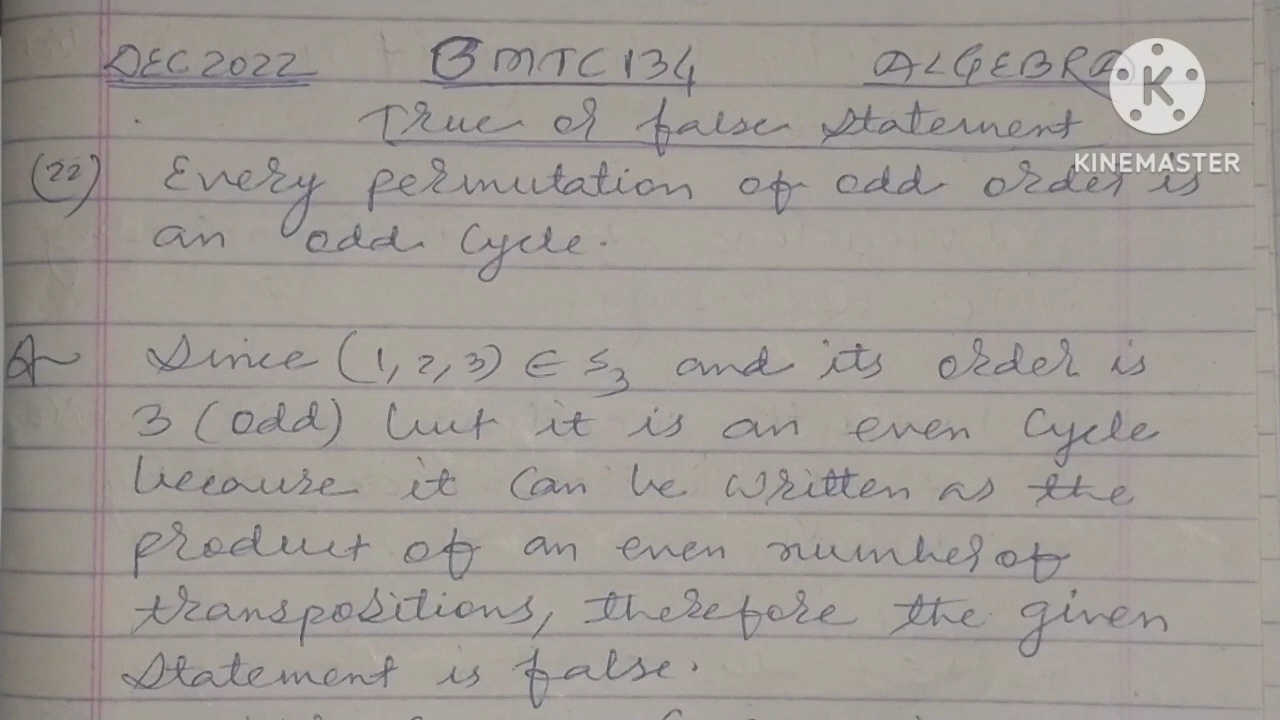 DEC 2022 BMTC 134 ALGEBRA
K
KINEMASTER
True or false statement
(22) Every permutation of odd order is
an odd cycle.
A Since (1, 2, 3) ∈ S3 and its order is
3 (odd) but it is an even cycle
because it can be written as the
product of an even number of
transpositions, therefore the given
statement is false.